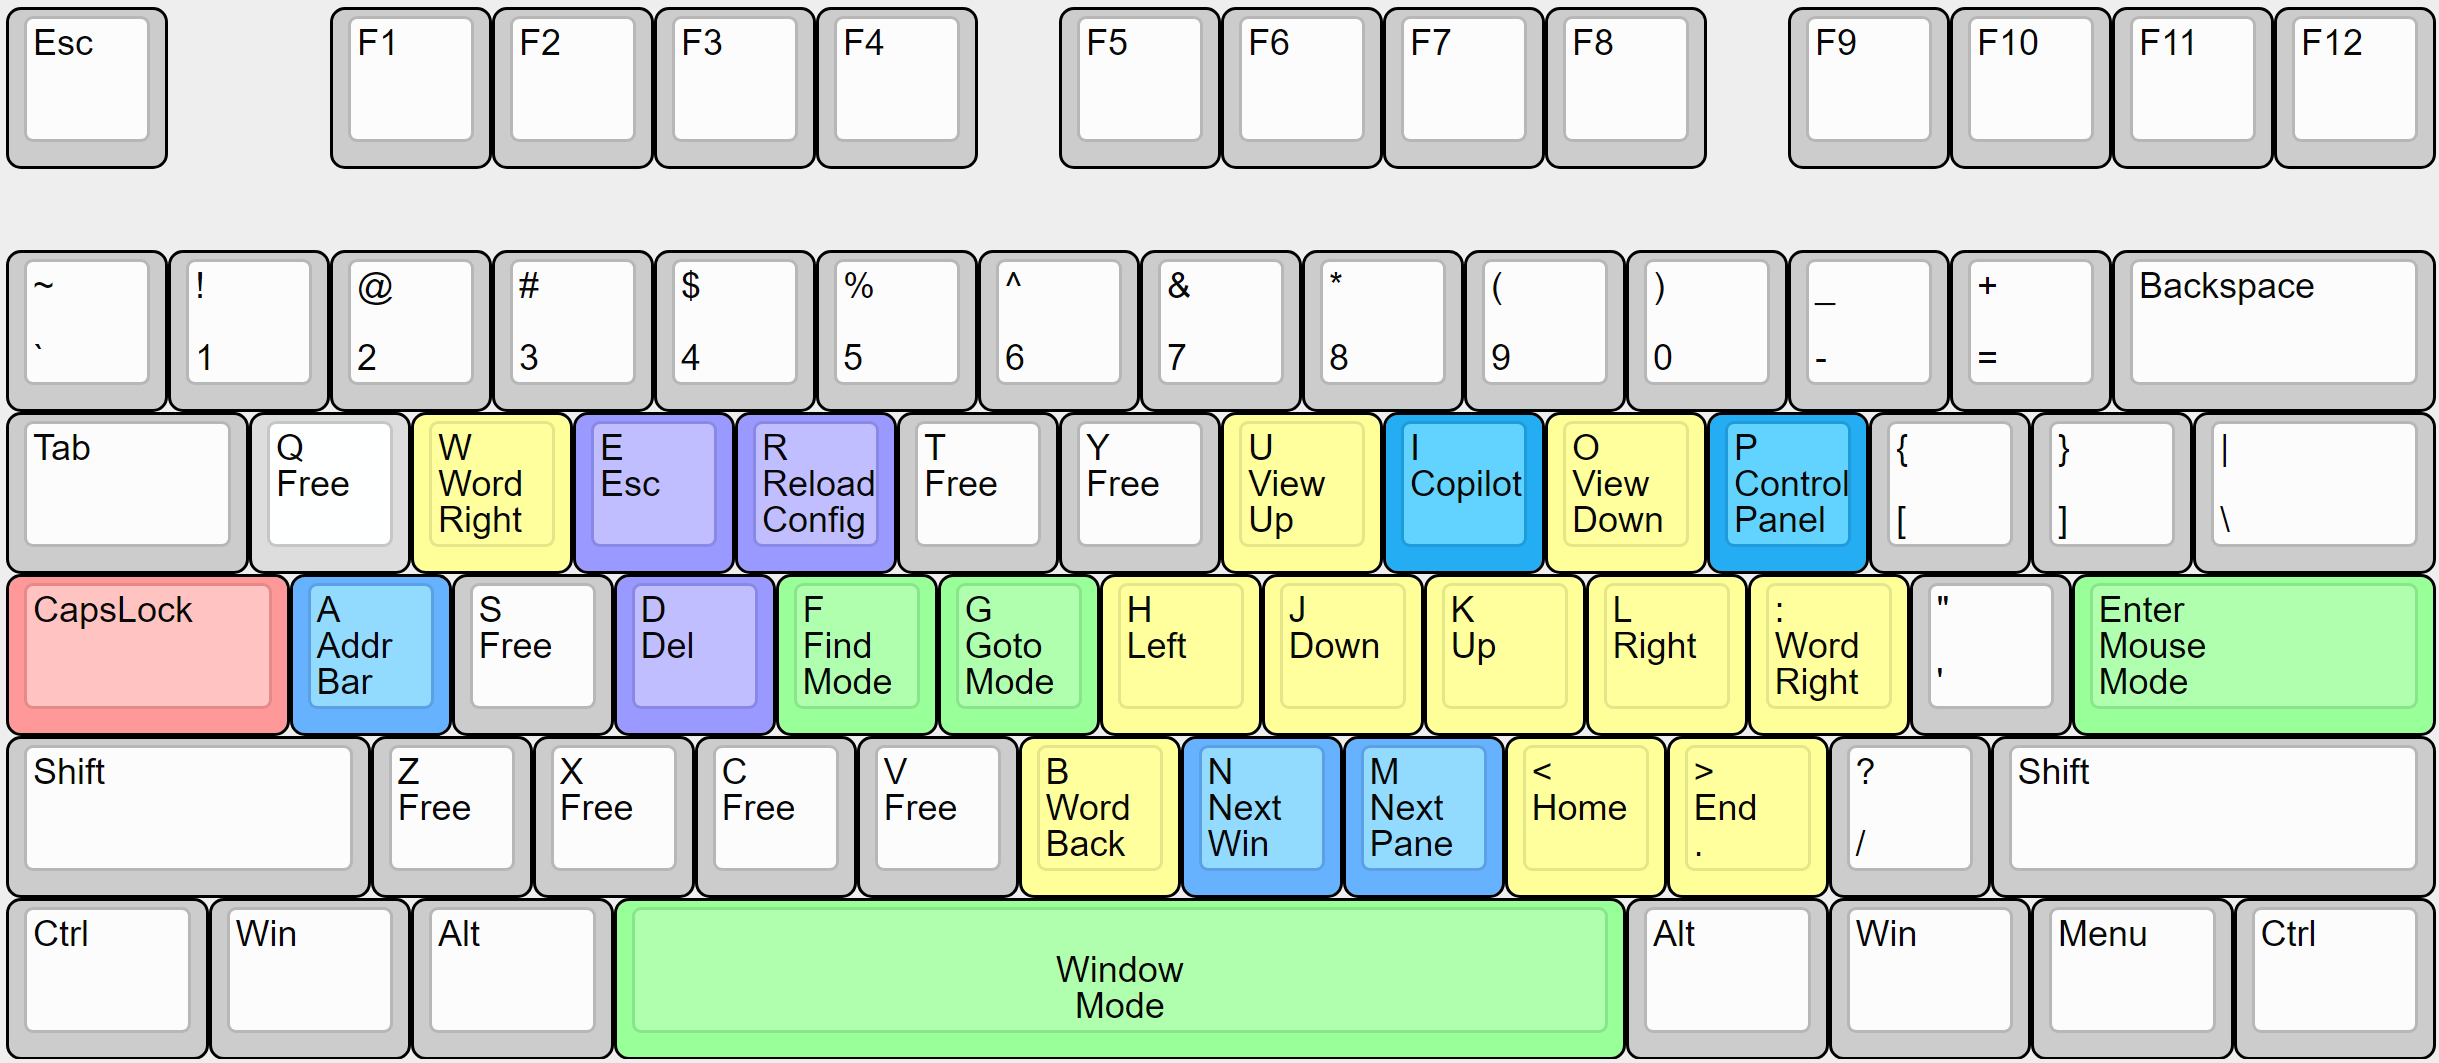 Esc F1 F2 F3 F4 F5 F6 F7 F8 F9 F10 F11 F12
~ ! @ # $ % ^ & * ( ) _ + Backspace
` 1 2 3 4 5 6 7 8 9 0 - =
Tab Q W E R T Y U I O P { } |
Free Word Esc Reload Free Free View Copilot View Control
Right Config Up Down Panel [ ] \
CapsLock A S D F G H J K L : " Enter
Addr Free Del Find Goto Left Down Up Right Word Mouse
Bar Mode Mode Right ' Mode
Shift Z X C V B N M < > ? Shift
Free Free Free Free Word Next Next Home End
Back Win Pane . /
Ctrl Win Alt Alt Win Menu Ctrl
Window
Mode